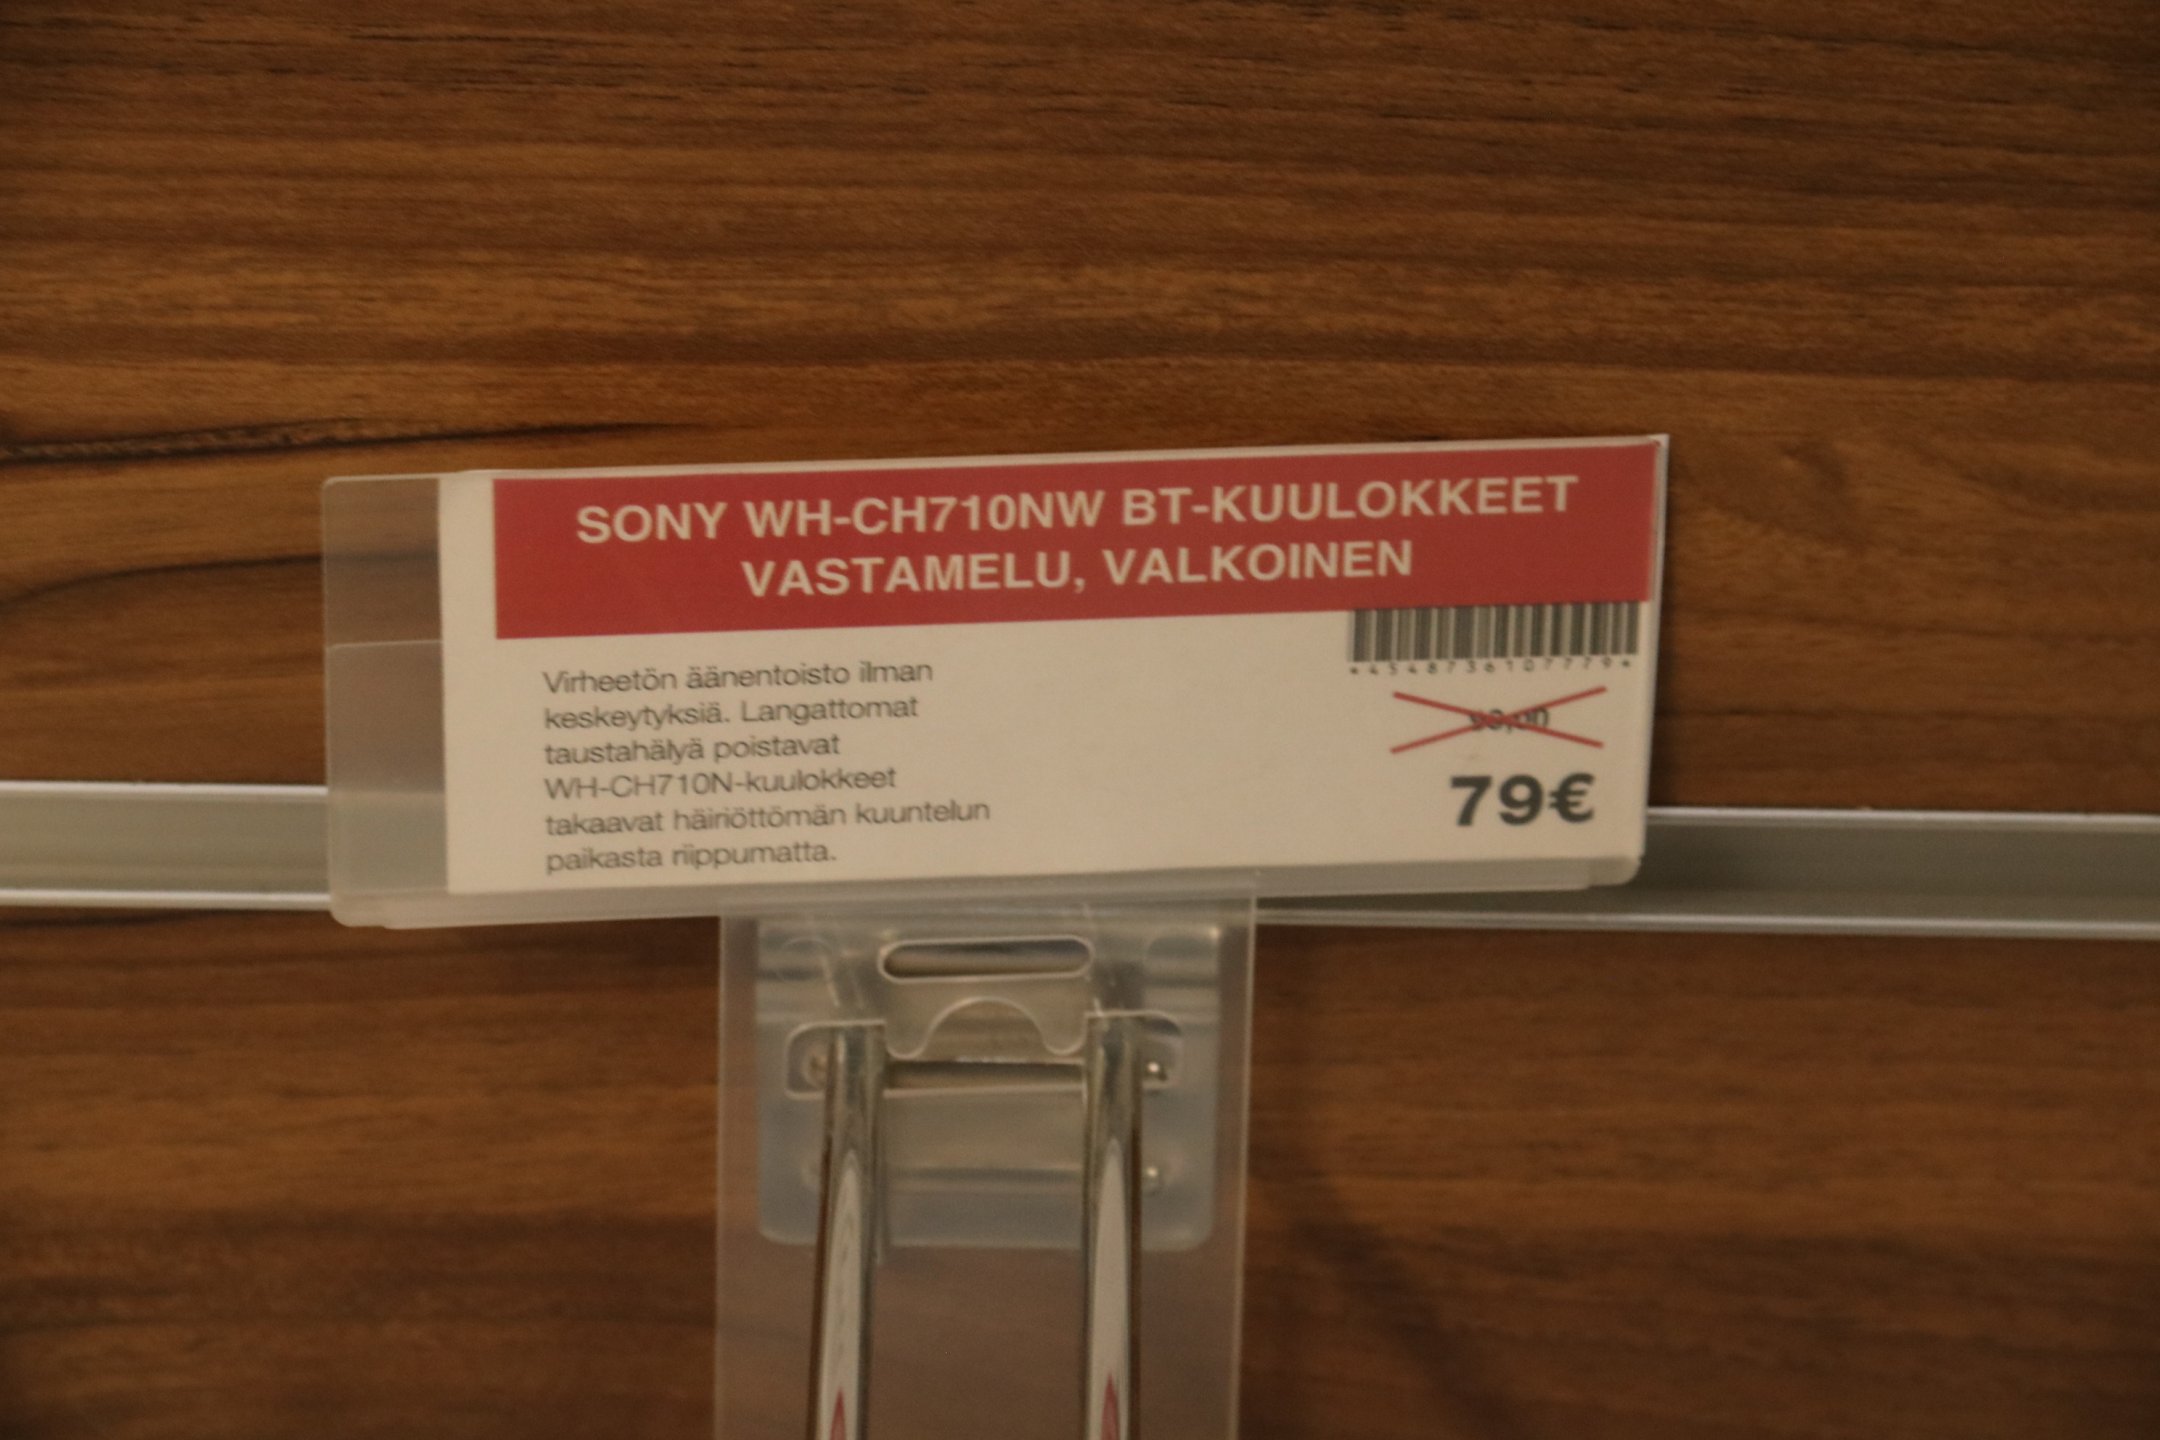 SONY WH-CH710NW BT-KUULOKKEET
VASTAMELU, VALKOINEN
*4548736107779*
Virheetön äänentoisto ilman
keskeytyksiä. Langattomat
taustahälyä poistavat
WH-CH710N-kuulokkeet
takaavat häiriöttömän kuuntelun
paikasta riippumatta.
79€